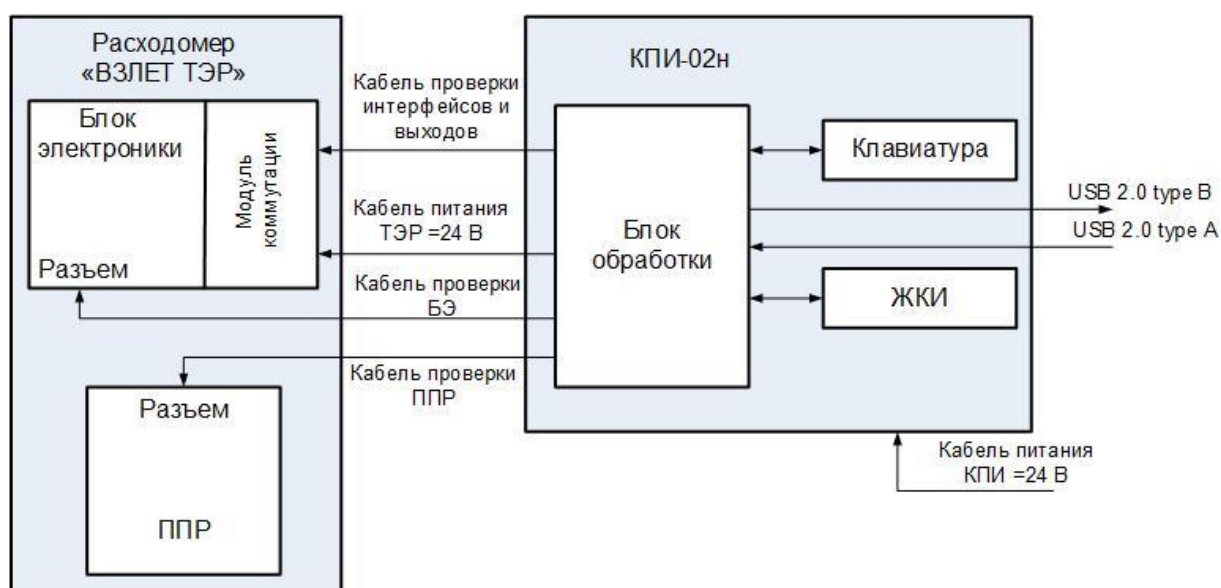 Расходомер
«ВЗЛЕТ ТЭР»
Блок
электроники
Модуль
коммутации
Разъем
Разъем
ППР
Кабель проверки
интерфейсов и
выходов
Кабель питания
ТЭР =24 В
Кабель проверки
БЭ
Кабель проверки
ППР
КПИ-02н
Блок
обработки
Клавиатура
ЖКИ
USB 2.0 type B
USB 2.0 type A
Кабель питания
КПИ =24 В